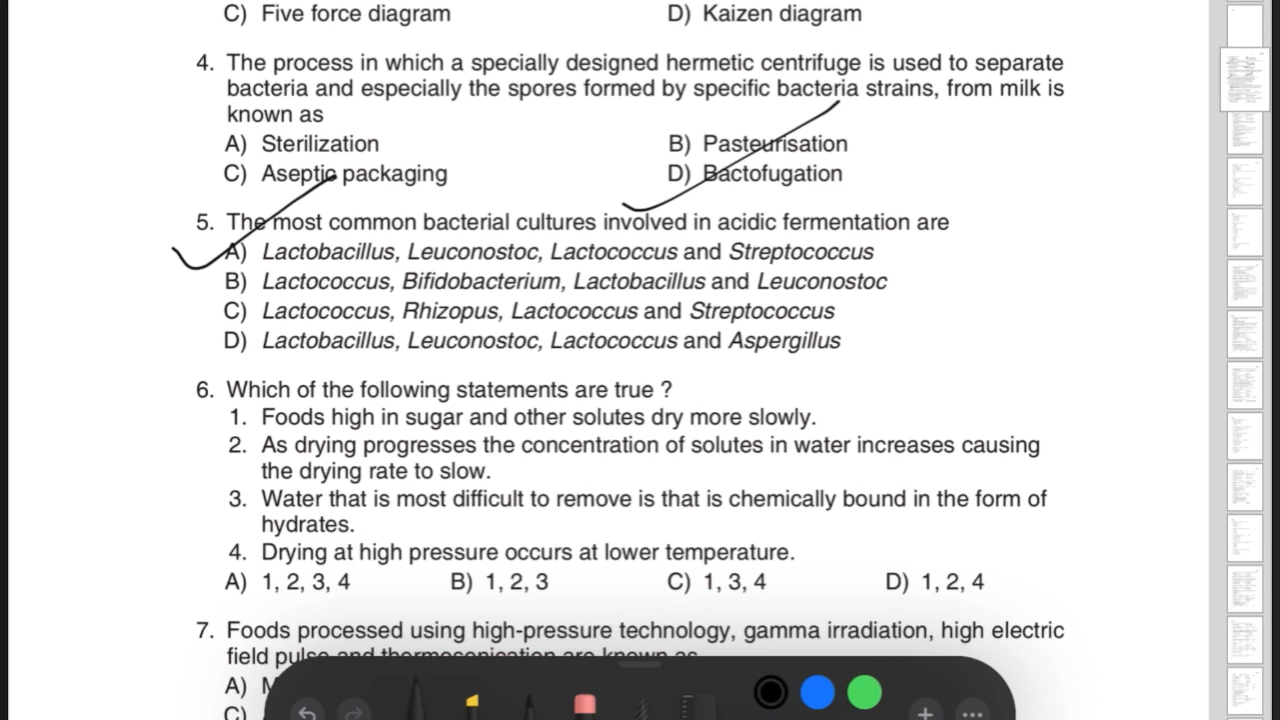 C) Five force diagram D) Kaizen diagram
4. The process in which a specially designed hermetic centrifuge is used to separate
bacteria and especially the spores formed by specific bacteria strains, from milk is
known as
A) Sterilization B) Pasteurisation
C) Aseptic packaging D) Bactofugation
5. The most common bacterial cultures involved in acidic fermentation are
A) Lactobacillus, Leuconostoc, Lactococcus and Streptococcus
B) Lactococcus, Bifidobacterium, Lactobacillus and Leuconostoc
C) Lactococcus, Rhizopus, Lactococcus and Streptococcus
D) Lactobacillus, Leuconostoc, Lactococcus and Aspergillus
6. Which of the following statements are true ?
1. Foods high in sugar and other solutes dry more slowly.
2. As drying progresses the concentration of solutes in water increases causing
the drying rate to slow.
3. Water that is most difficult to remove is that is chemically bound in the form of
hydrates.
4. Drying at high pressure occurs at lower temperature.
A) 1, 2, 3, 4 B) 1, 2, 3 C) 1, 3, 4 D) 1, 2, 4
7. Foods processed using high-pressure technology, gamma irradiation, high electric
field pulse and thermosonication are known as
A)
C)